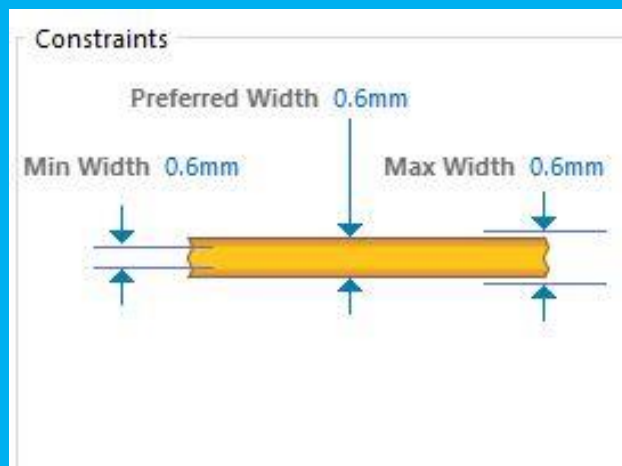 Constraints
Preferred Width 0.6mm
Min Width 0.6mm
Max Width 0.6mm